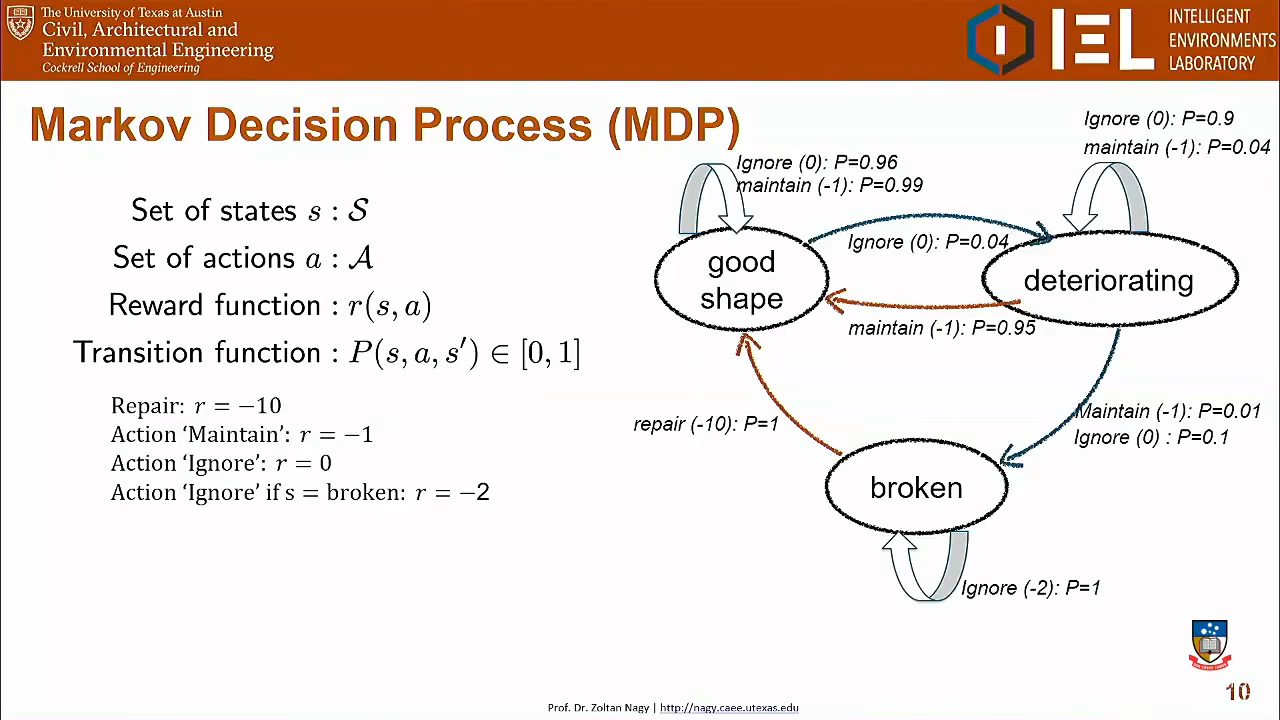 The University of Texas at Austin
Civil, Architectural and
Environmental Engineering
Cockrell School of Engineering
I IEL
INTELLIGENT
ENVIRONMENTS
LABORATORY
Markov Decision Process (MDP)
Set of states s : 𝒮
Set of actions a : 𝒜
Reward function : r(s, a)
Transition function : P(s, a, s′) ∈ [0, 1]
Repair: r = −10
Action ‘Maintain’: r = −1
Action ‘Ignore’: r = 0
Action ‘Ignore’ if s = broken: r = −2
Ignore (0): P=0.96
maintain (-1): P=0.99
Ignore (0): P=0.9
maintain (-1): P=0.04
good
shape
Ignore (0): P=0.04
deteriorating
maintain (-1): P=0.95
repair (-10): P=1
Maintain (-1): P=0.01
Ignore (0) : P=0.1
broken
Ignore (-2): P=1
Prof. Dr. Zoltan Nagy | http://nagy.caee.utexas.edu
10